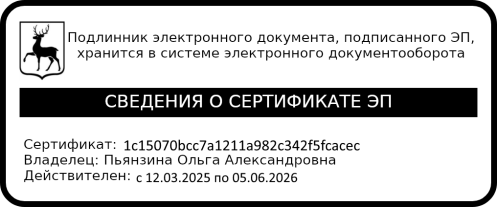 Подлинник электронного документа, подписанного ЭП,
хранится в системе электронного документооборота
СВЕДЕНИЯ О СЕРТИФИКАТЕ ЭП
Сертификат: 1c15070bcc7a1211a982c342f5fcacec
Владелец: Пьянзина Ольга Александровна
Действителен: с 12.03.2025 по 05.06.2026